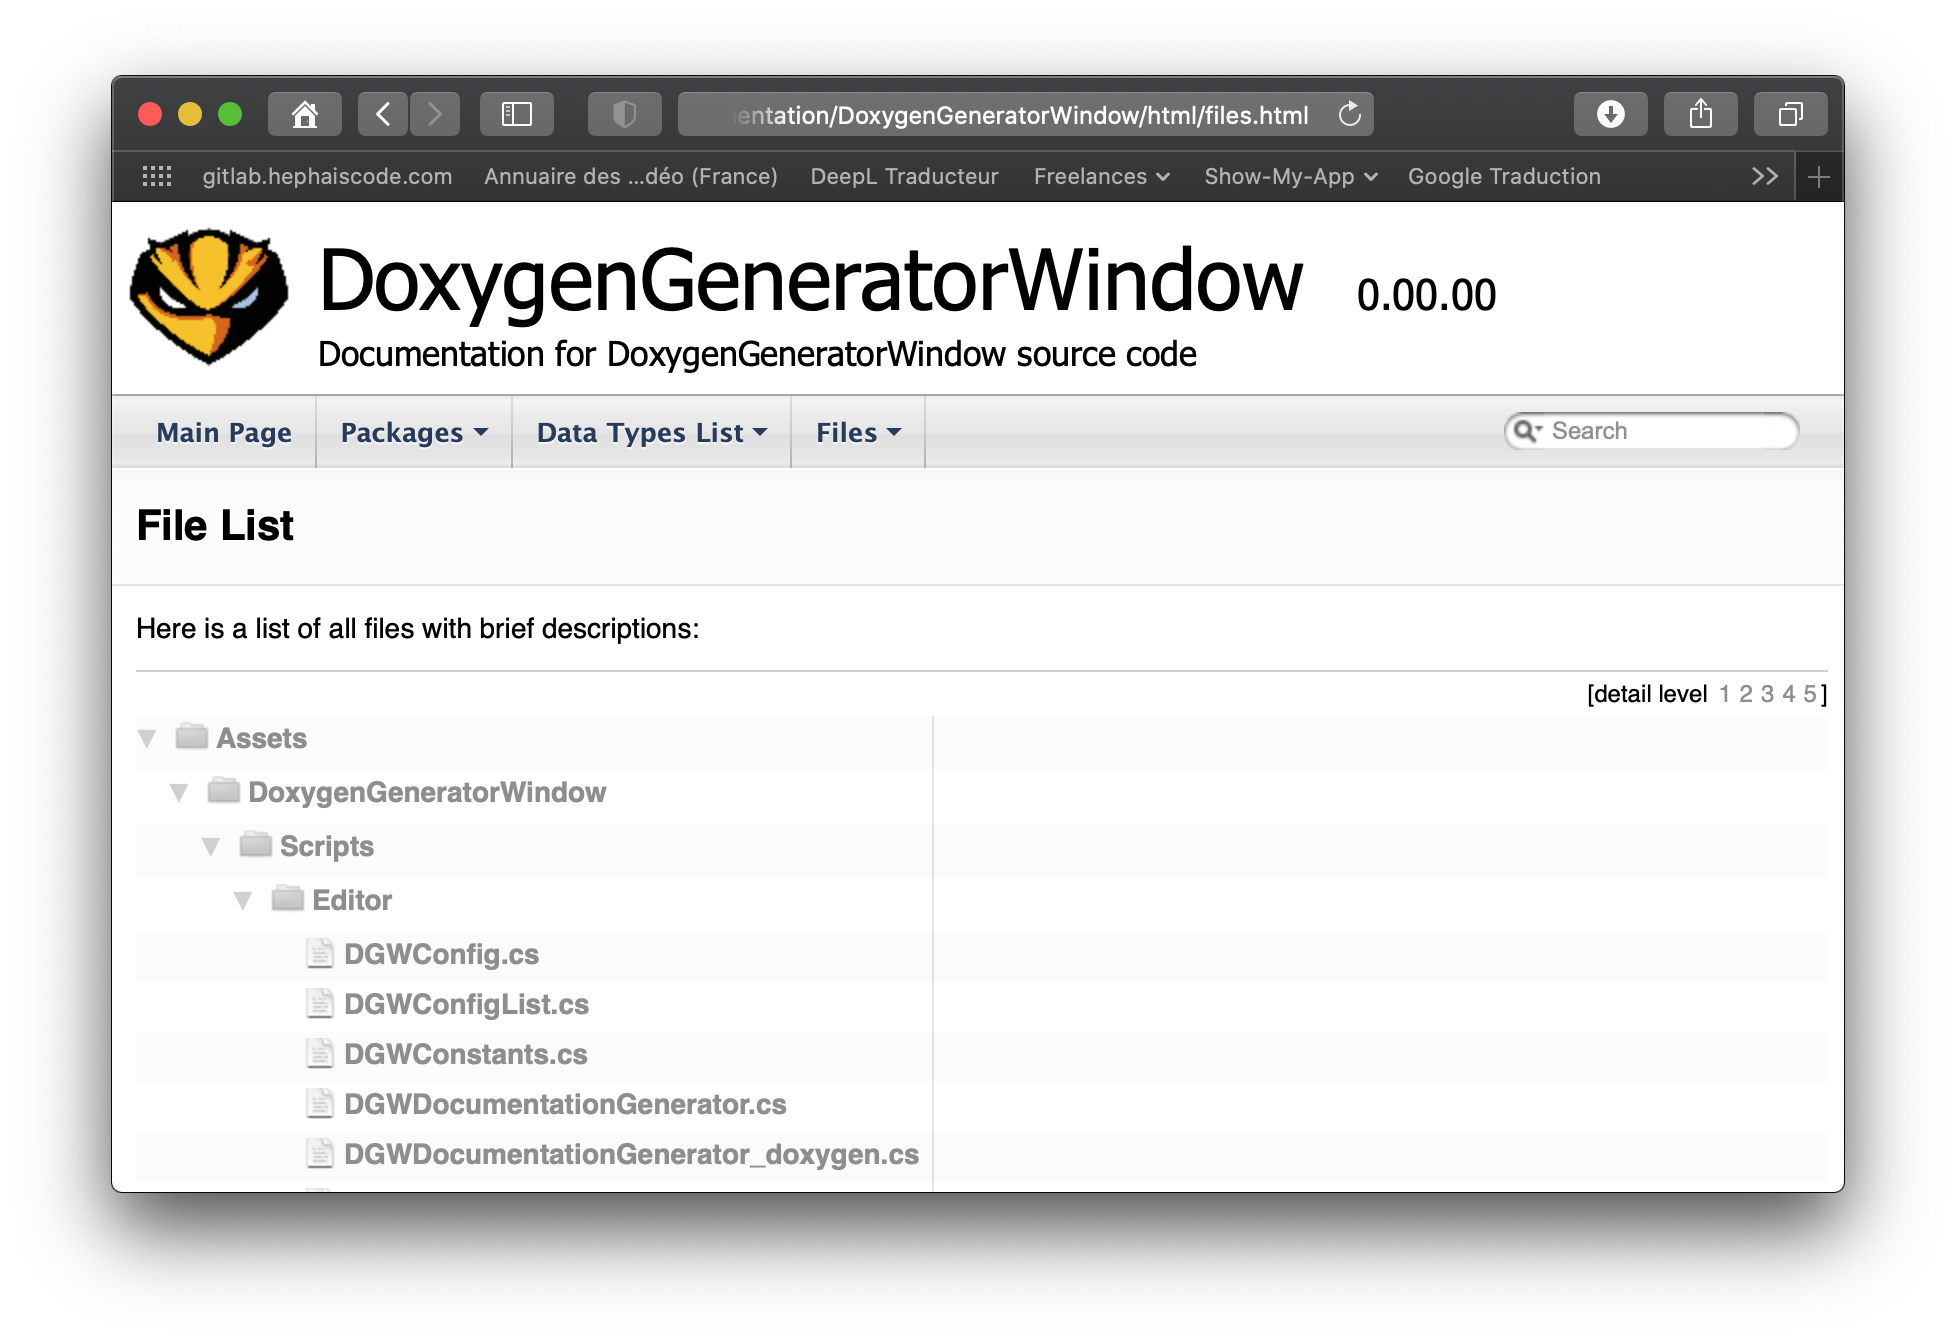 entation/DoxygenGeneratorWindow/html/files.html
gitlab.hephaiscode.com Annuaire des ...déo (France) DeepL Traducteur Freelances Show-My-App Google Traduction
DoxygenGeneratorWindow 0.00.00
Documentation for DoxygenGeneratorWindow source code
Main Page Packages Data Types List Files Search
File List
Here is a list of all files with brief descriptions:
[detail level 1 2 3 4 5]
Assets
DoxygenGeneratorWindow
Scripts
Editor
DGWConfig.cs
DGWConfigList.cs
DGWConstants.cs
DGWDocumentationGenerator.cs
DGWDocumentationGenerator_doxygen.cs